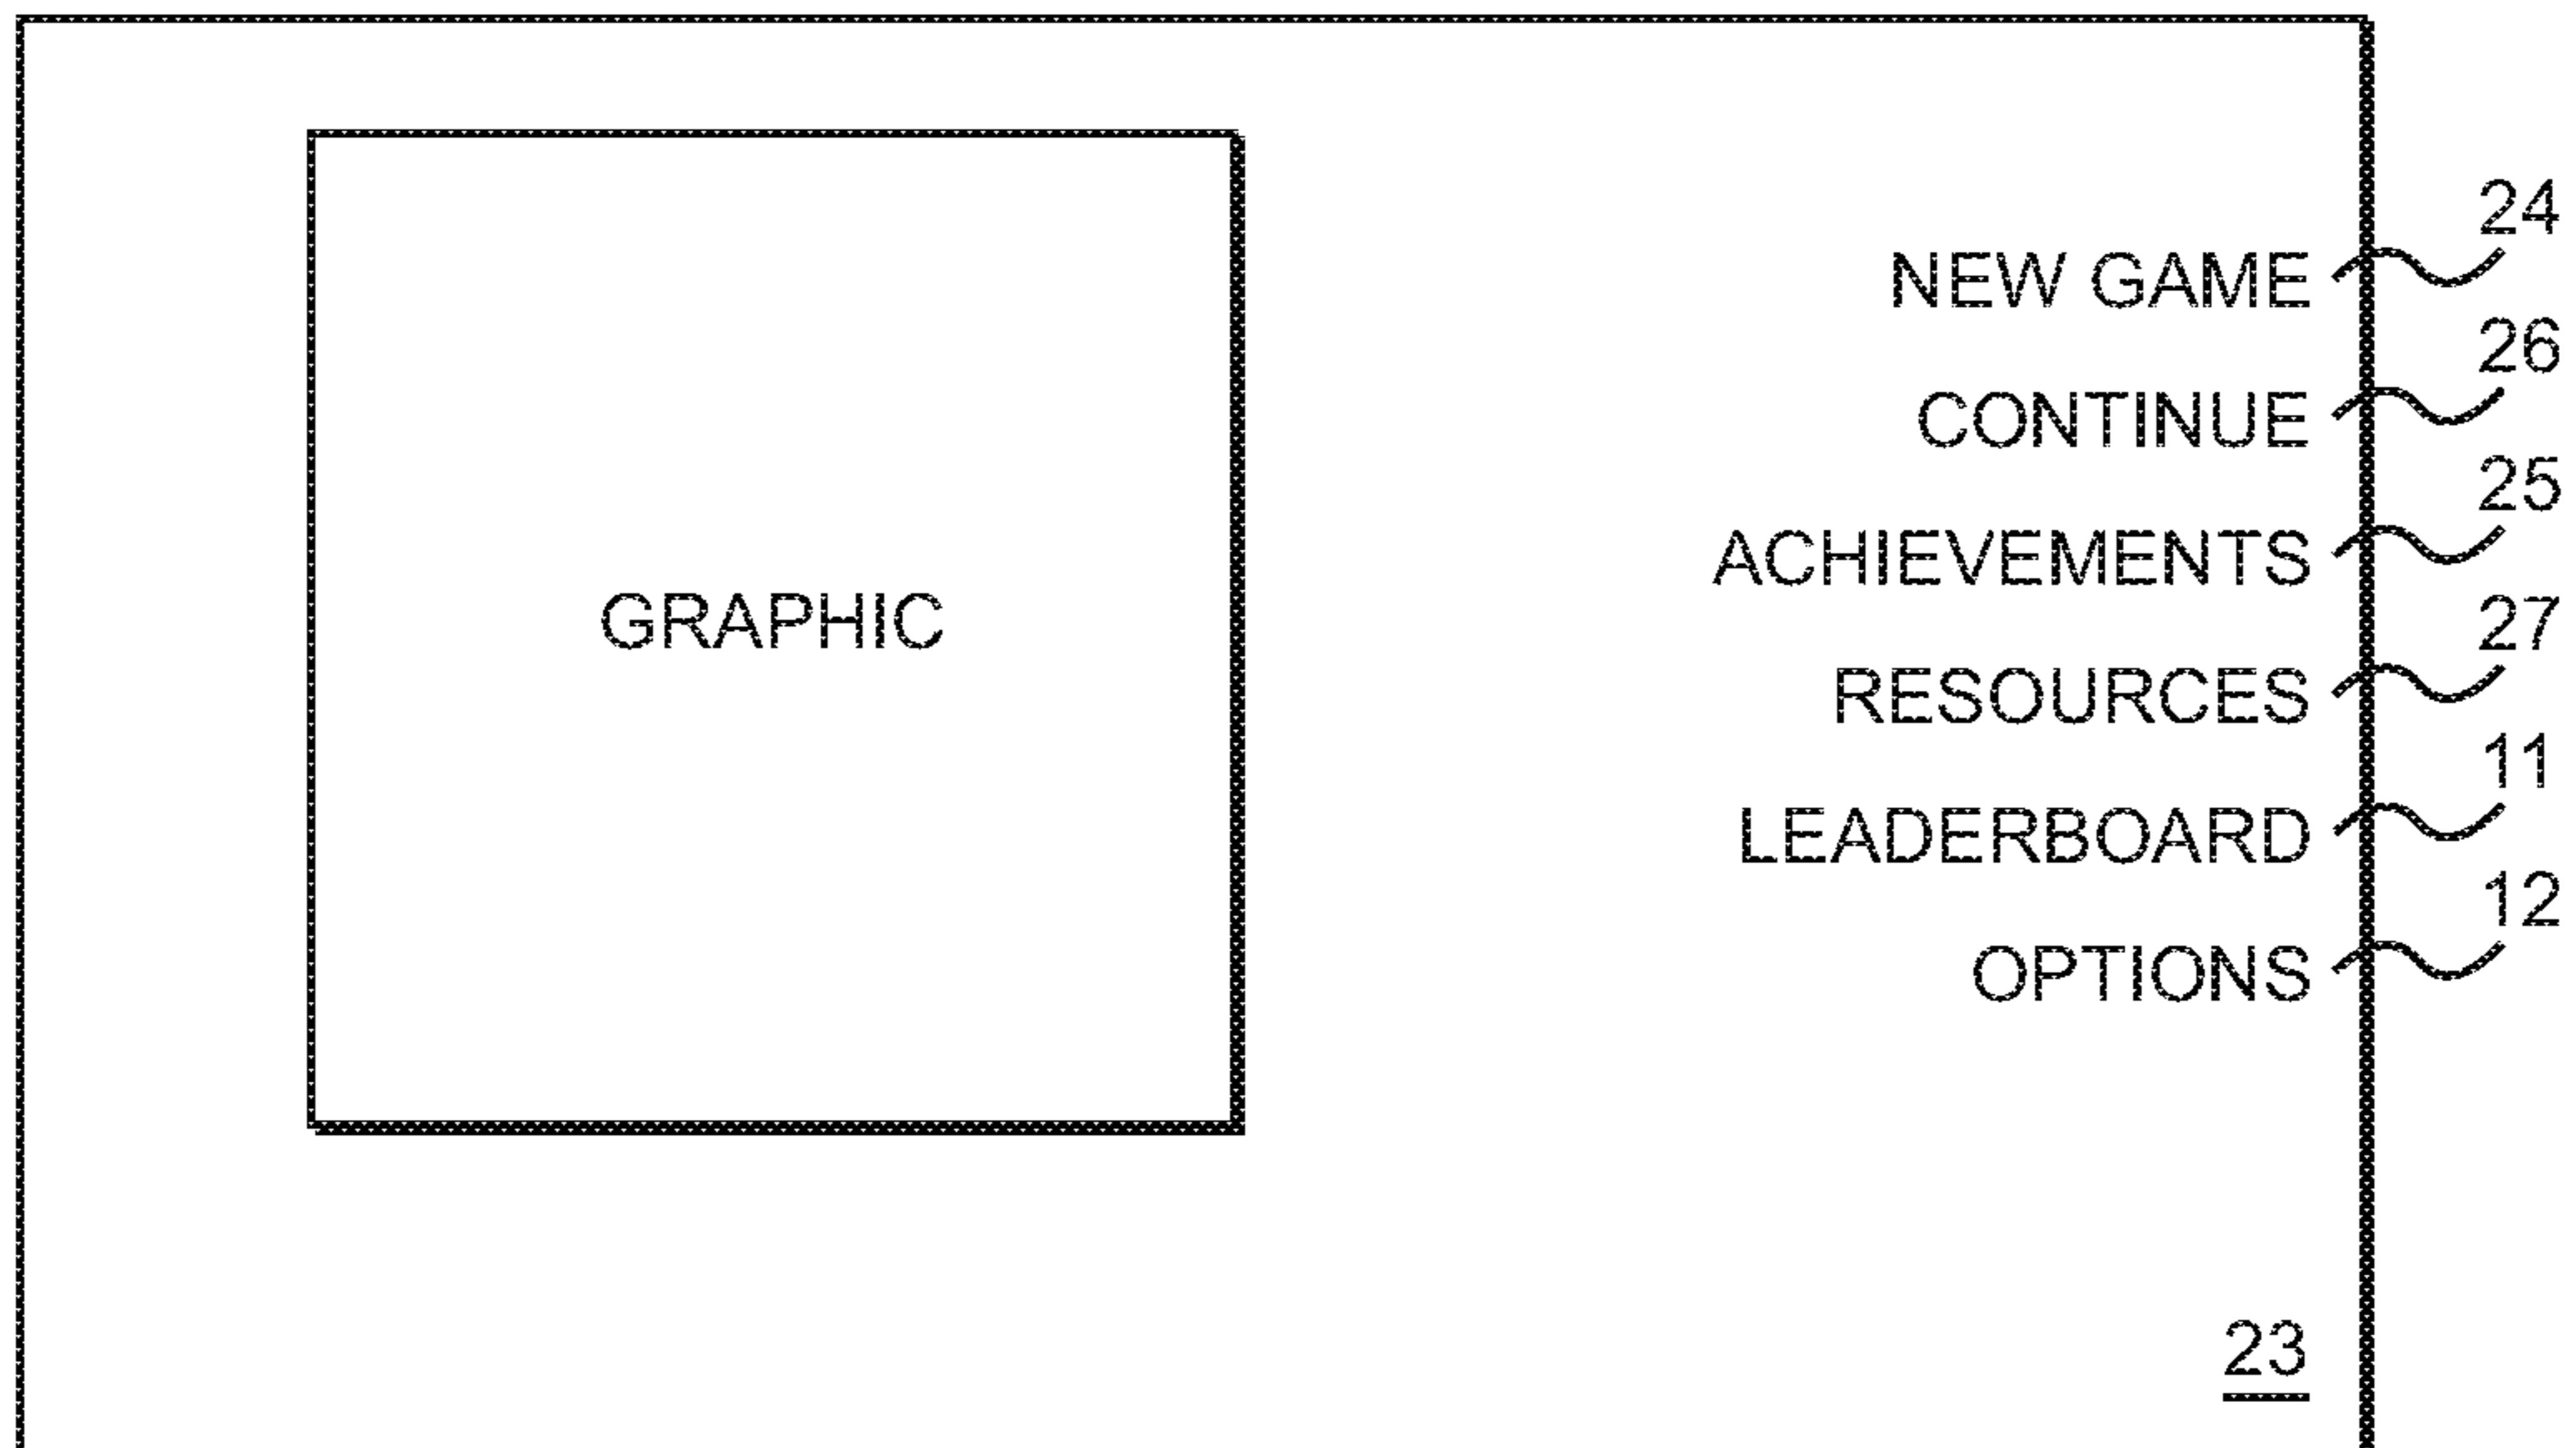 24
NEW GAME
26
CONTINUE
25
ACHIEVEMENTS
27
GRAPHIC
RESOURCES
11
LEADERBOARD
12
OPTIONS
23